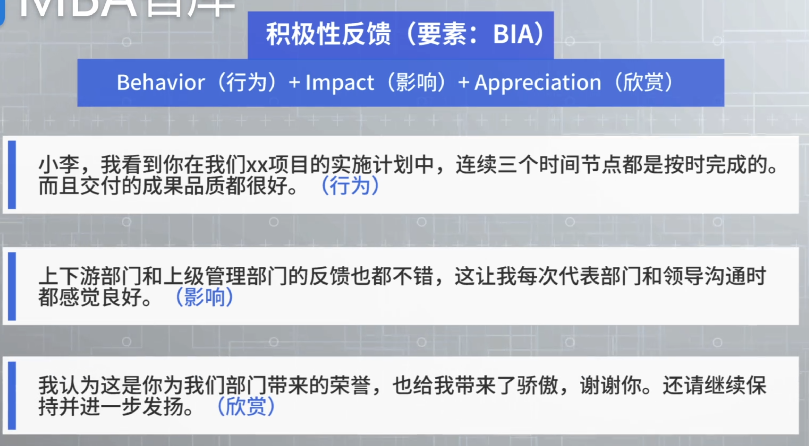 MBA智库
积极性反馈（要素：BIA）
Behavior（行为）+ Impact（影响）+ Appreciation（欣赏）
小李，我看到你在我们xx项目的实施计划中，连续三个时间节点都是按时完成的。
而且交付的成果品质都很好。（行为）
上下游部门和上级管理部门的反馈也都不错，这让我每次代表部门和领导沟通时
都感觉良好。（影响）
我认为这是你为我们部门带来的荣誉，也给我带来了骄傲，谢谢你。还请继续保
持并进一步发扬。（欣赏）